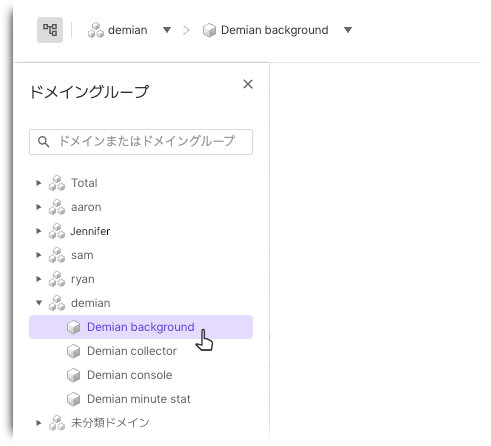 demian Demian background
ドメイングループ
ドメインまたはドメイングループ
Total
aaron
Jennifer
sam
ryan
demian
Demian background
Demian collector
Demian console
Demian minute stat
未分類ドメイン